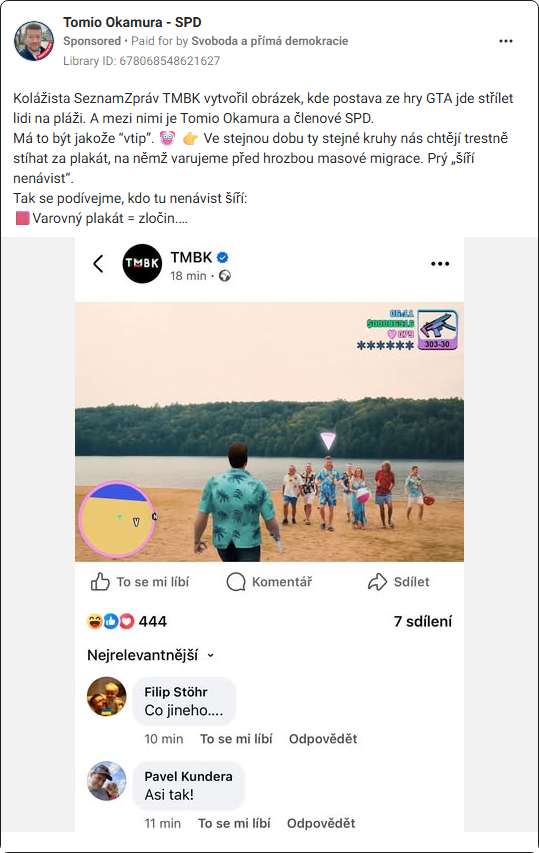 Tomio Okamura - SPD
Sponsored • Paid for by Svoboda a přímá demokracie
Library ID: 678068548621627
Kolážista SeznamZpráv TMBK vytvořil obrázek, kde postava ze hry GTA jde střílet
lidi na pláži. A mezi nimi je Tomio Okamura a členové SPD.
Má to být jakože “vtip”. 🤡 👉 Ve stejnou dobu ty stejné kruhy nás chtějí trestně
stíhat za plakát, na němž varujeme před hrozbou masové migrace. Prý „šíří
nenávist“.
Tak se podívejme, kdo tu nenávist šíří:
🟥 Varovný plakát = zločin....
TMBK
TMBK
18 min ·
303-30
V
N
To se mi líbí
Komentář
Sdílet
444
7 sdílení
Nejrelevantnější
Filip Stöhr
Co jineho....
10 min To se mi líbí Odpovědět
Pavel Kundera
Asi tak!
11 min To se mi líbí Odpovědět